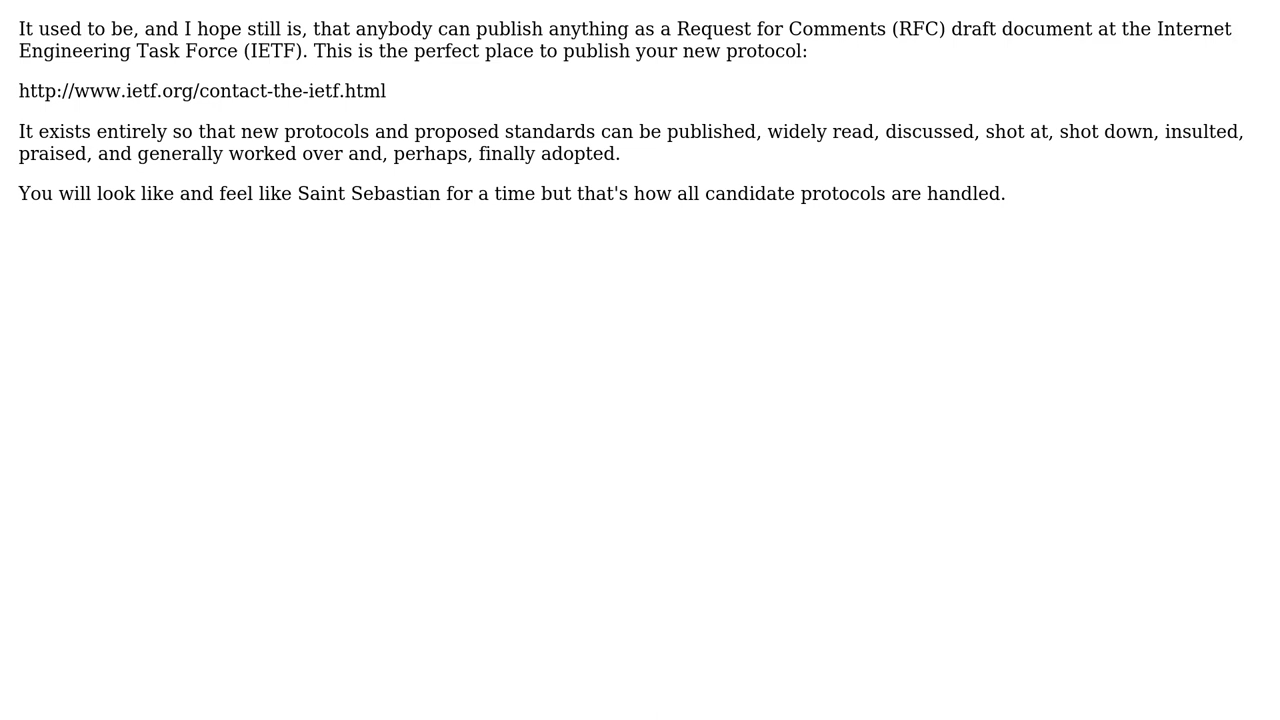 It used to be, and I hope still is, that anybody can publish anything as a Request for Comments (RFC) draft document at the Internet
Engineering Task Force (IETF). This is the perfect place to publish your new protocol:
http://www.ietf.org/contact-the-ietf.html
It exists entirely so that new protocols and proposed standards can be published, widely read, discussed, shot at, shot down, insulted,
praised, and generally worked over and, perhaps, finally adopted.
You will look like and feel like Saint Sebastian for a time but that's how all candidate protocols are handled.